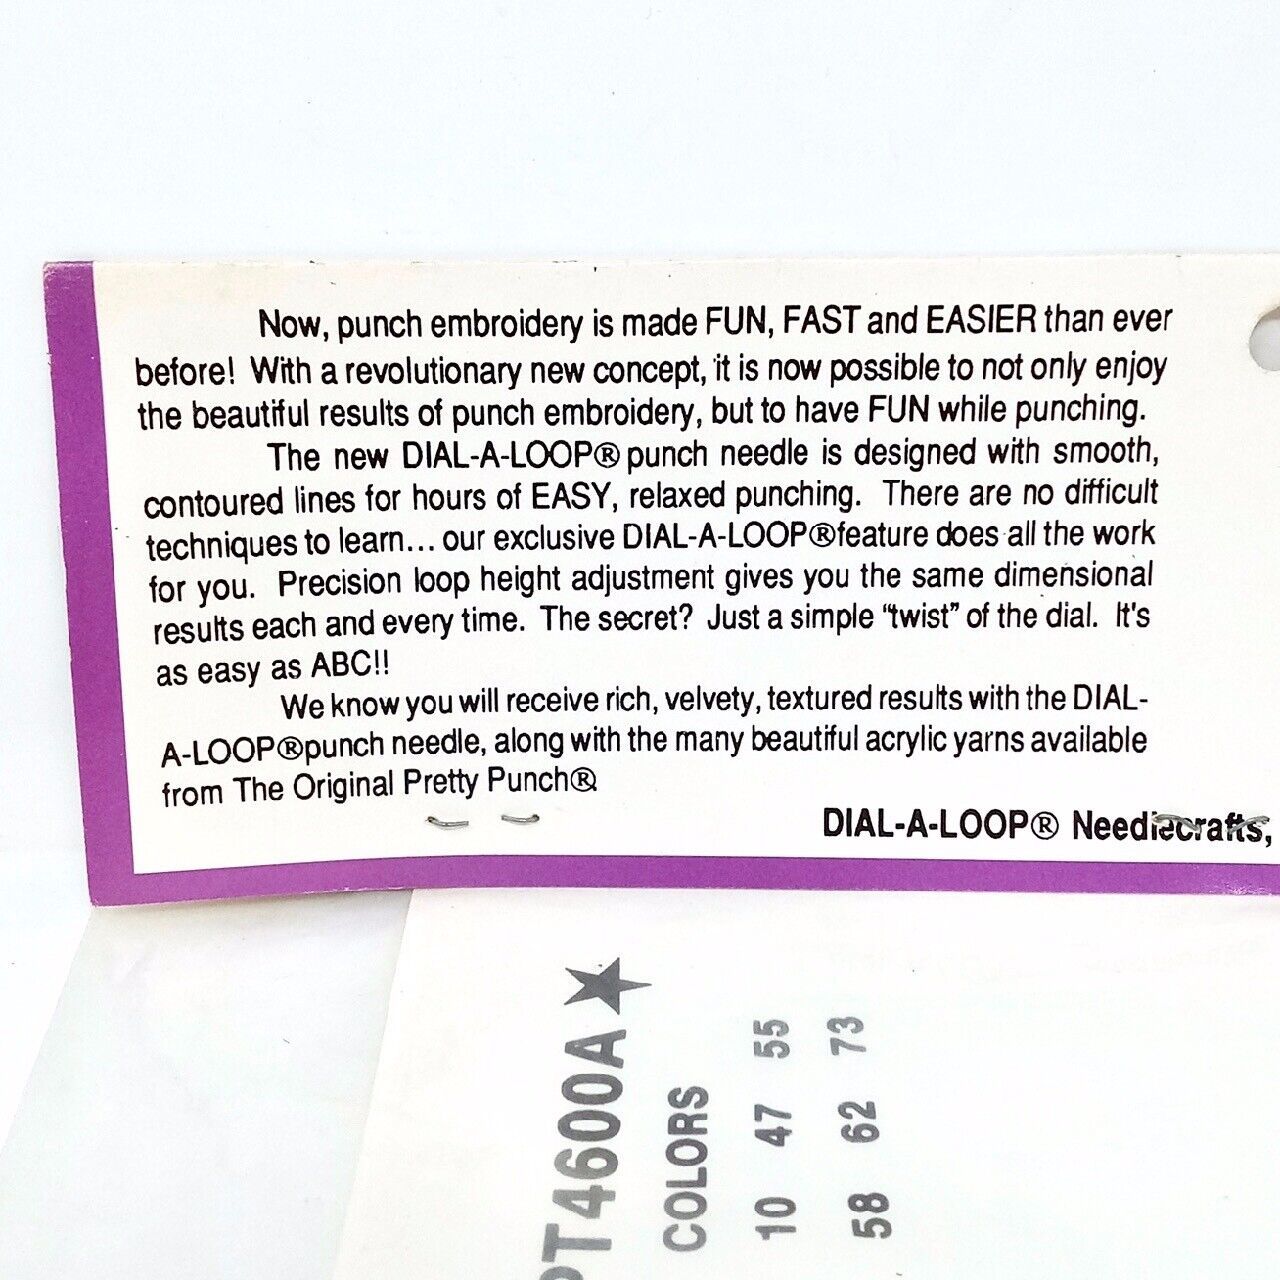 Now, punch embroidery is made FUN, FAST and EASIER than ever
before! With a revolutionary new concept, it is now possible to not only enjoy
the beautiful results of punch embroidery, but to have FUN while punching.
The new DIAL-A-LOOP® punch needle is designed with smooth,
contoured lines for hours of EASY, relaxed punching. There are no difficult
techniques to learn... our exclusive DIAL-A-LOOP®feature does all the work
for you. Precision loop height adjustment gives you the same dimensional
results each and every time. The secret? Just a simple “twist” of the dial. It's
as easy as ABC!!
We know you will receive rich, velvety, textured results with the DIAL-
A-LOOP®punch needle, along with the many beautiful acrylic yarns available
from The Original Pretty Punch®
DIAL-A-LOOP® Needlecrafts,
PT4600A★
COLORS
10 47 55
58 62 73